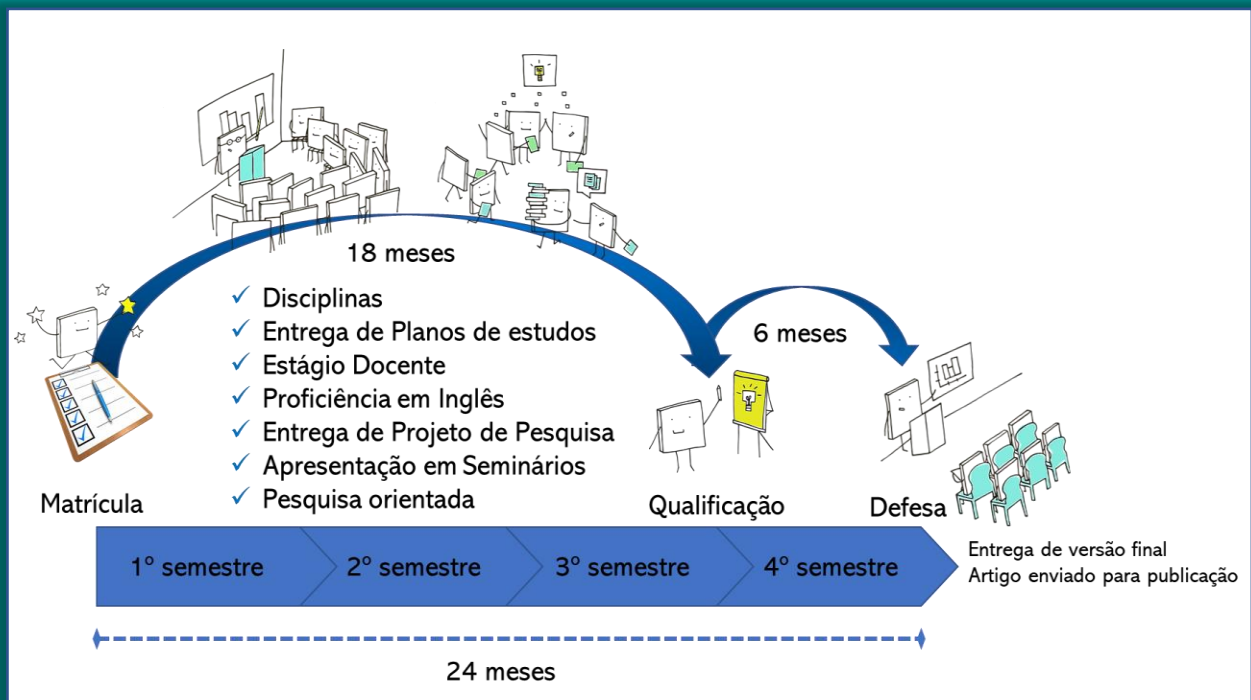 18 meses
Disciplinas
Entrega de Planos de estudos
Estágio Docente
Proficiência em Inglês
Entrega de Projeto de Pesquisa
Apresentação em Seminários
Pesquisa orientada
6 meses
Matrícula
Qualificação
Defesa
1º semestre
2º semestre
3º semestre
4º semestre
Entrega de versão final
Artigo enviado para publicação
24 meses